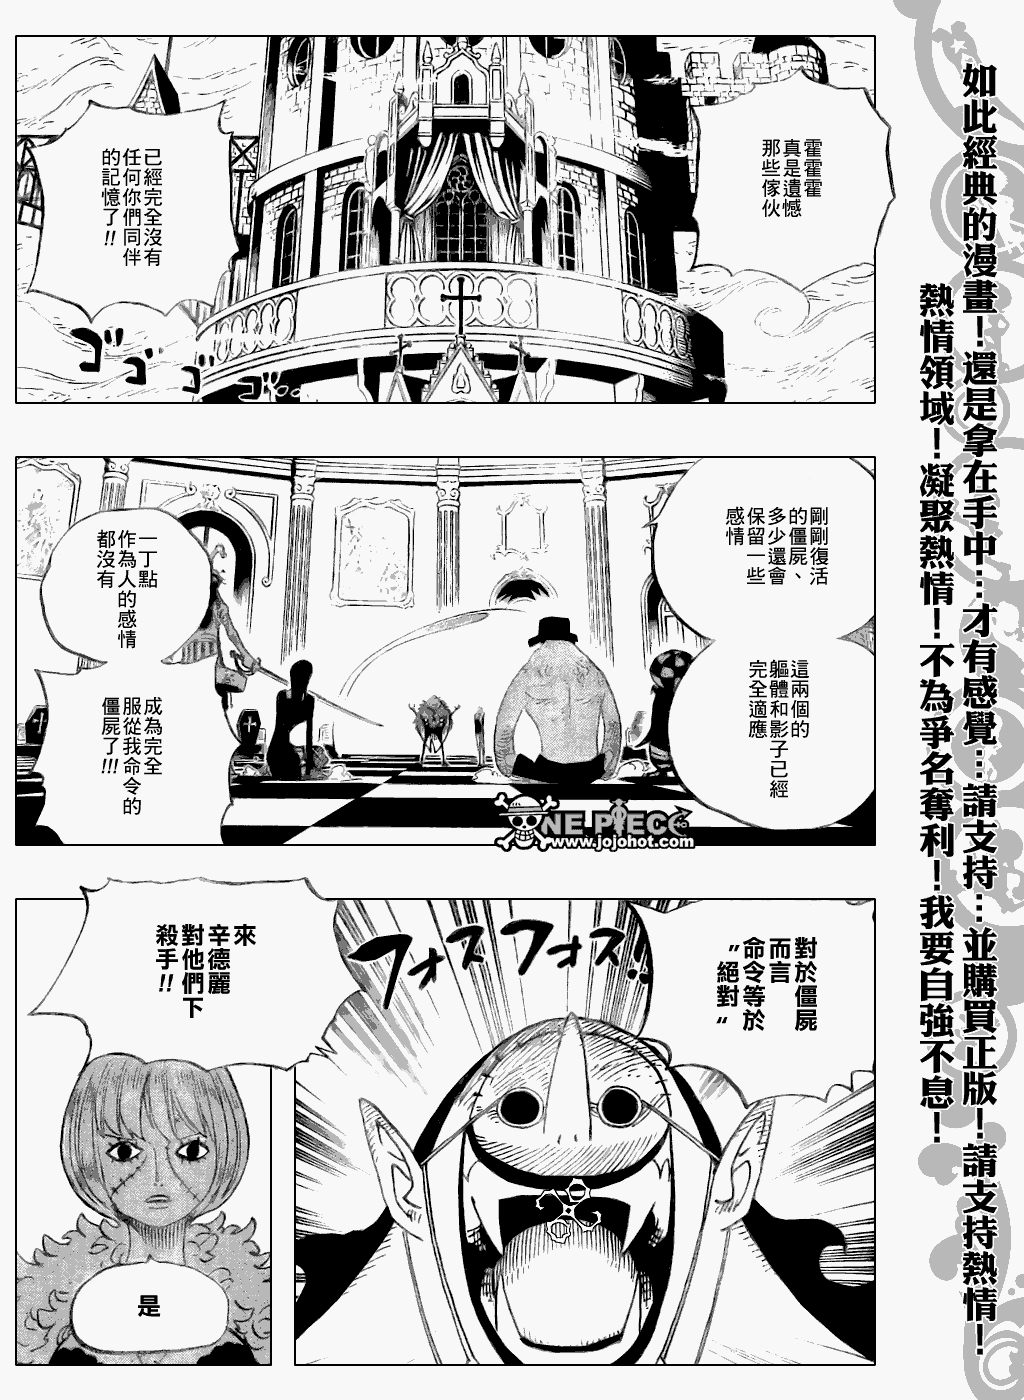 霍霍霍
真是遺憾
那些傢伙
已經完全沒有
任何你們同伴
的記憶了!!
ゴゴゴゴ
剛剛復活
的僵屍、
多少還會
保留一些
感情
這兩個的
軀體和影子已經
完全適應
一丁點
作為人的感情
都沒有
成為完全
服從我命令的
僵屍了!!!
ONE PIECE
www.jojohot.com
對於僵屍
而言
命令等於
"絕對"
フォスフォス!!
來
辛德麗
對他們下
殺手!!
是
如此經典的漫畫!還是拿在手中…才有感覺…請支持…並購買正版!請支持熱情!
熱情領域!凝聚熱情!不為爭名奪利!我要自強不息!